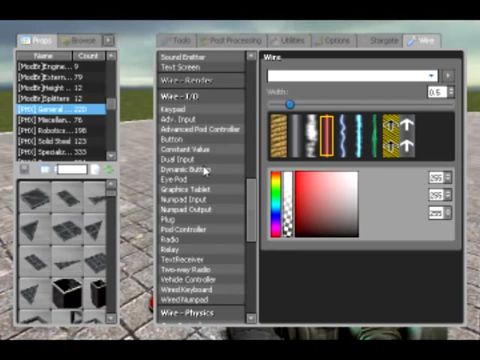 Props Browse
Name Count
[ModBr]Engine... 9
[ModBr]Extern... 79
[ModBr]Height ... 12
[ModBr]Splitters 12
[PHX] General ... 220
[PHX] Miscellan... 76
[PHX] Robotics... 198
[PHX] Solid Steel 123
[PHX] Specializ... 333
Tools Post Processing Utilities Options Stargate Wire
Sound Emitter
Text Screen
Wire - Render
Wire - I/O
Keypad
Adv. Input
Advanced Pod Controller
Button
Constant Value
Dual Input
Dynamic Button
Eye Pod
Graphics Tablet
Numpad Input
Numpad Output
Plug
Pod Controller
Radio
Relay
TextReceiver
Two-way Radio
Vehicle Controller
Wired Keyboard
Wired Numpad
Wire - Physics
Wire
Width: 0.5
255
255
255